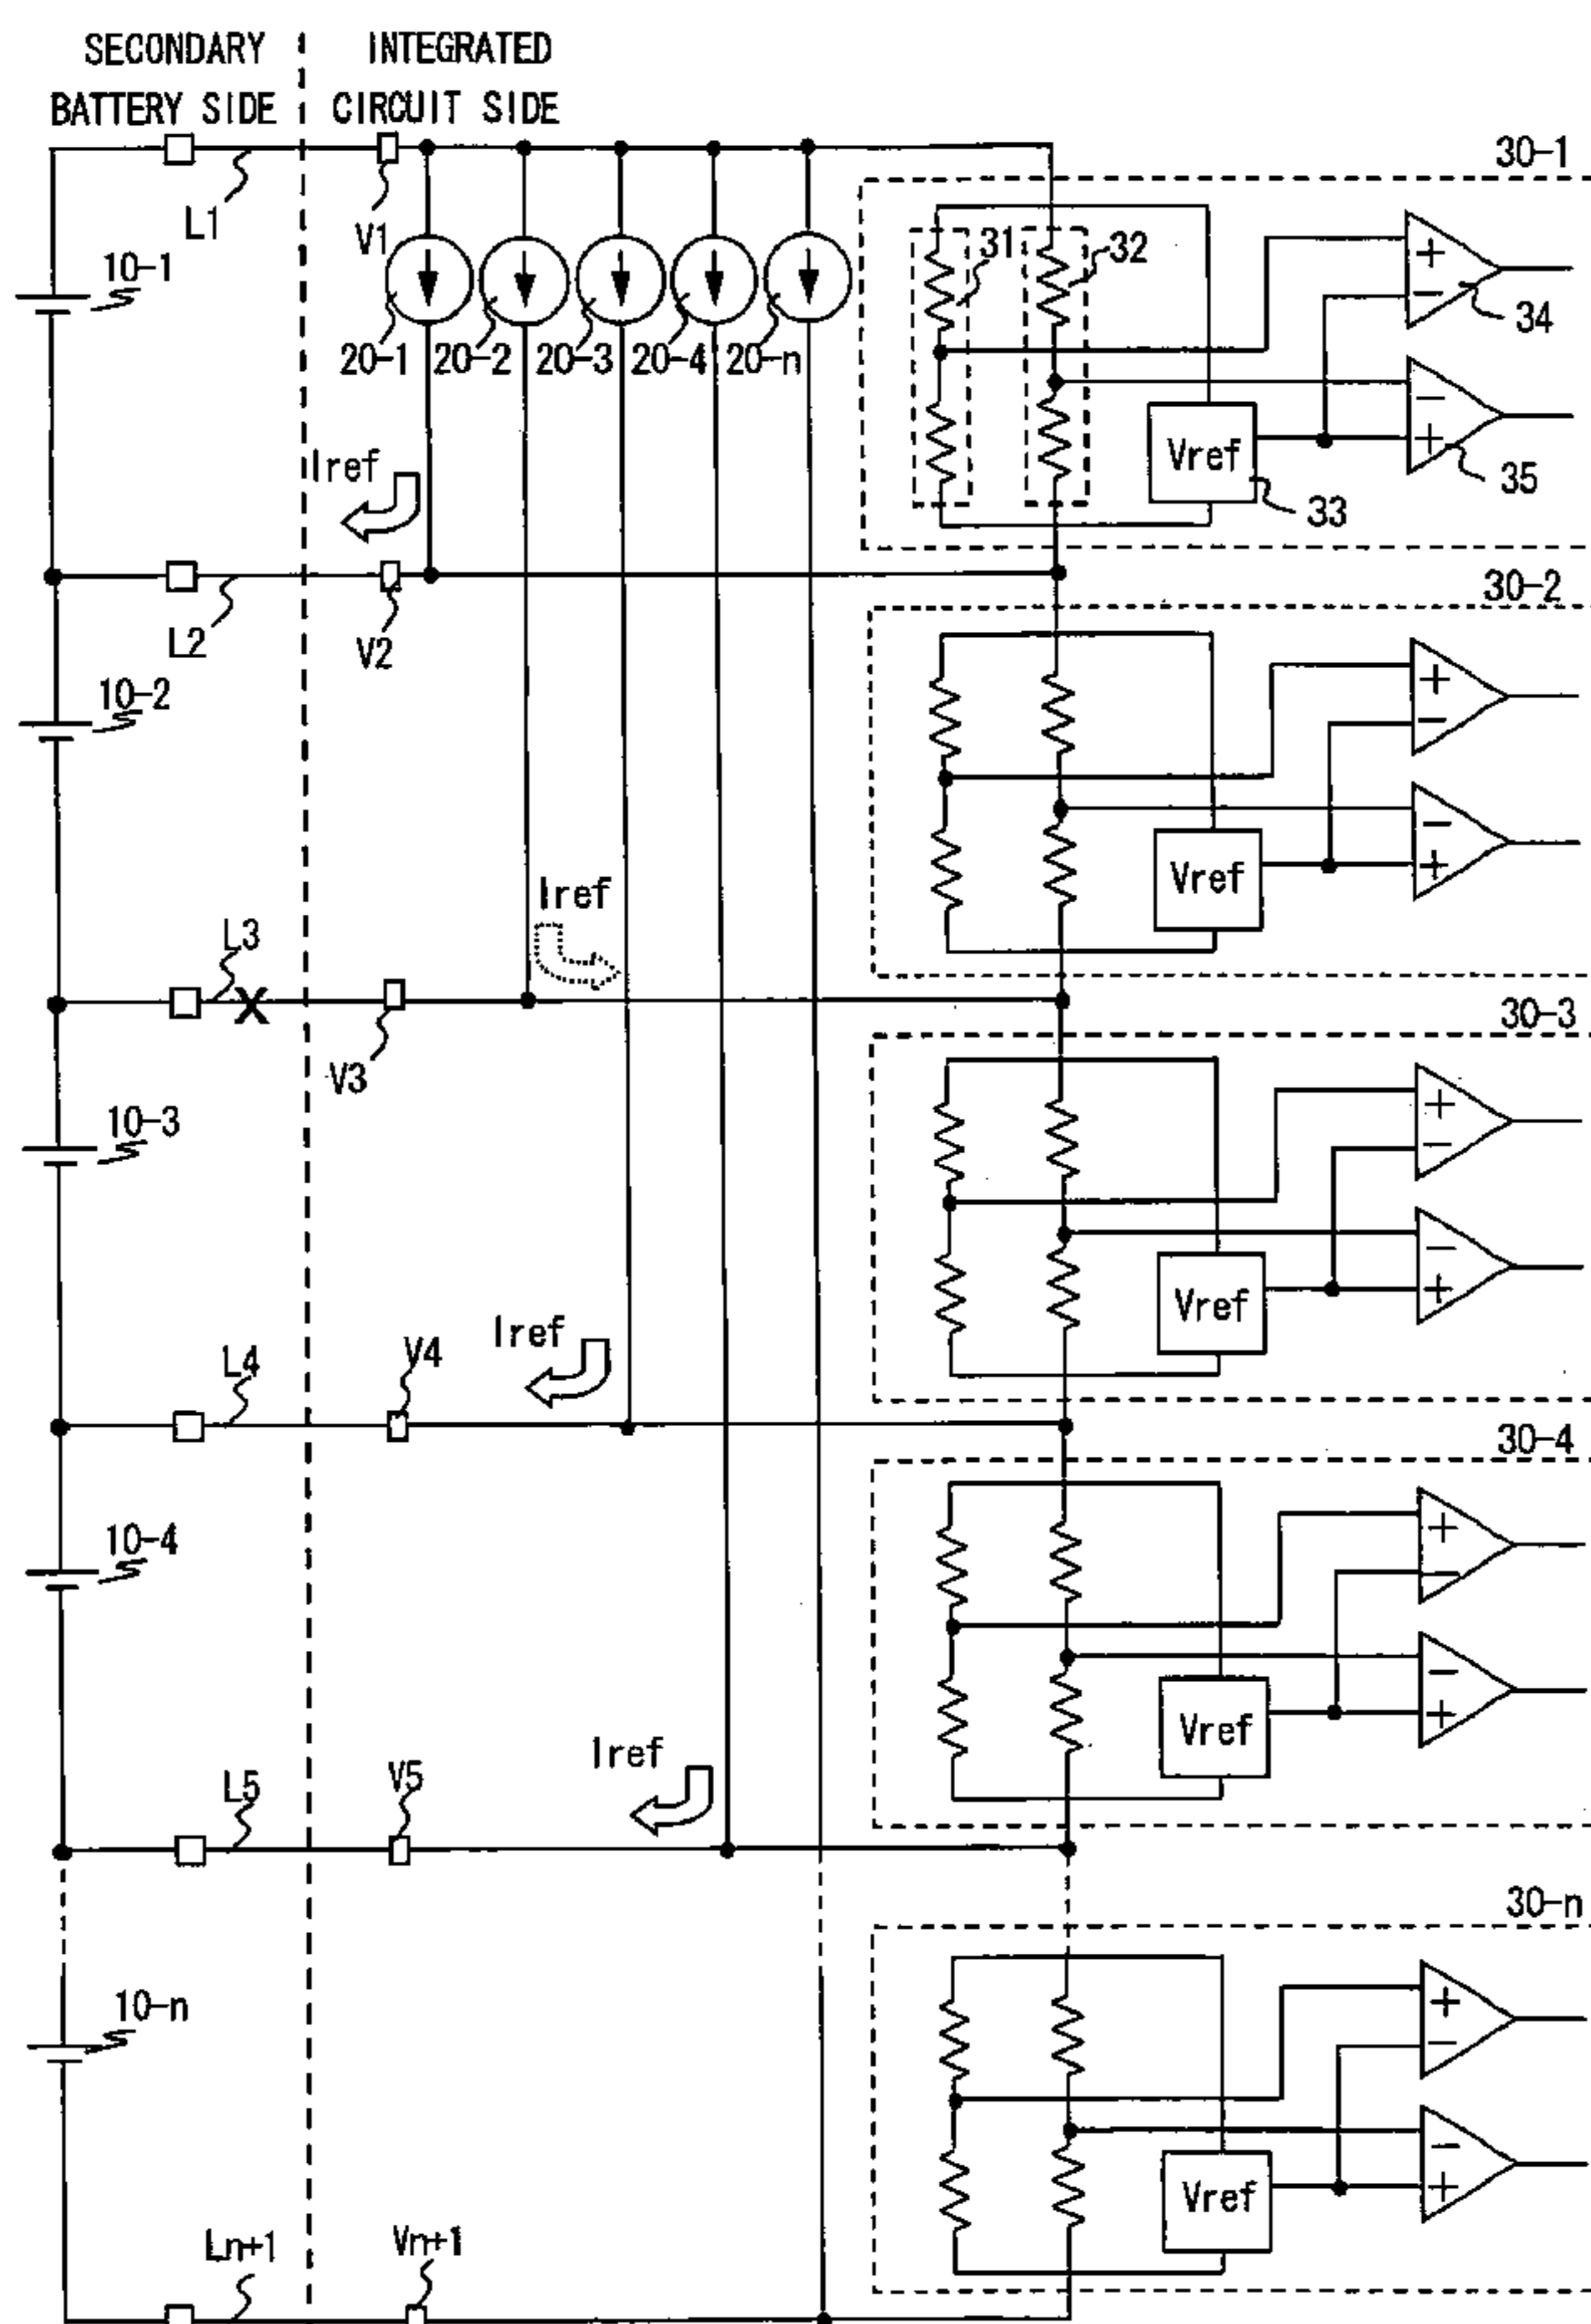 SECONDARY BATTERY SIDE
INTEGRATED CIRCUIT SIDE
L1
V1
10-1
20-1 20-2 20-3 20-4 20-n
30-1
31
32
34
Vref
33
35
Iref
L2
V2
30-2
10-2
Vref
Iref
L3
V3
30-3
10-3
Vref
Iref
L4
V4
30-4
10-4
Vref
Iref
L5
V5
30-n
10-n
Vref
Ln+1
Vn+1